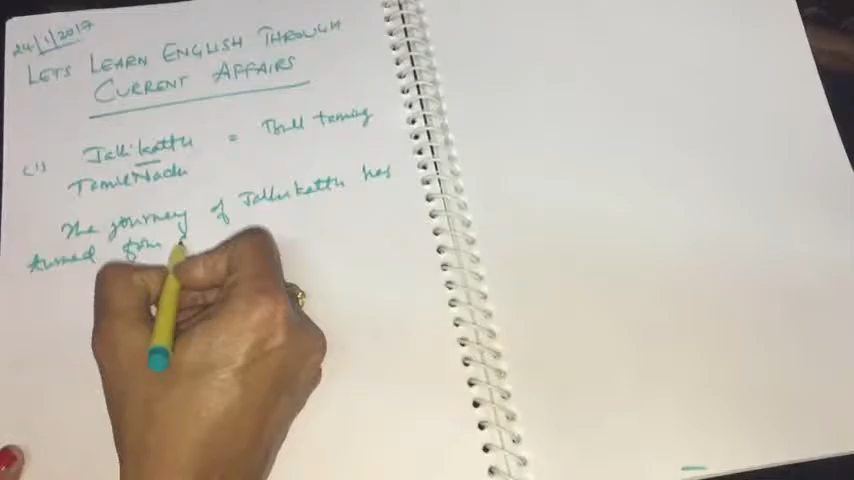 24/1/2017
LETS LEARN ENGLISH THROUGH
CURRENT AFFAIRS
(1) Jallikattu = Bull taming
TamilNadu
The journey of Jallikattu has
turned from